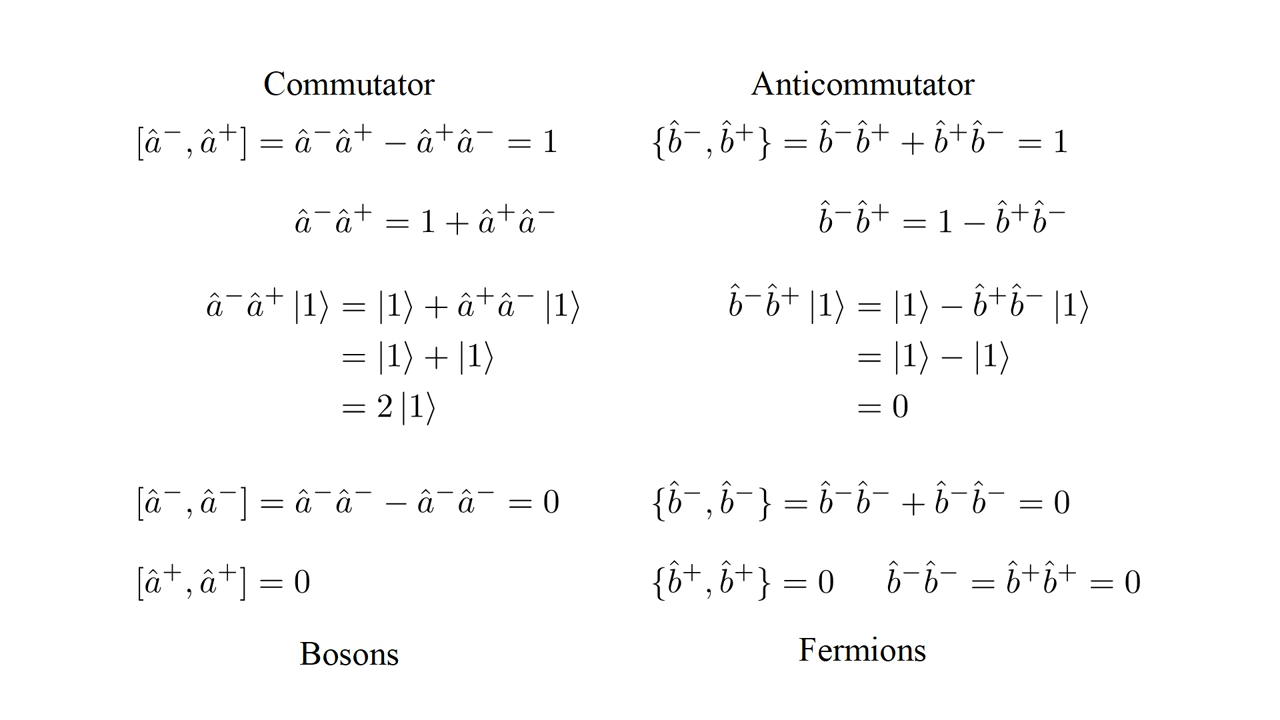 Commutator
[â⁻, â⁺] = â⁻â⁺ − â⁺â⁻ = 1
â⁻â⁺ = 1 + â⁺â⁻
â⁻â⁺ |1⟩ = |1⟩ + â⁺â⁻ |1⟩
= |1⟩ + |1⟩
= 2 |1⟩
[â⁻, â⁻] = â⁻â⁻ − â⁻â⁻ = 0
[â⁺, â⁺] = 0
Bosons
Anticommutator
{b̂⁻, b̂⁺} = b̂⁻b̂⁺ + b̂⁺b̂⁻ = 1
b̂⁻b̂⁺ = 1 − b̂⁺b̂⁻
b̂⁻b̂⁺ |1⟩ = |1⟩ − b̂⁺b̂⁻ |1⟩
= |1⟩ − |1⟩
= 0
{b̂⁻, b̂⁻} = b̂⁻b̂⁻ + b̂⁻b̂⁻ = 0
{b̂⁺, b̂⁺} = 0 b̂⁻b̂⁻ = b̂⁺b̂⁺ = 0
Fermions